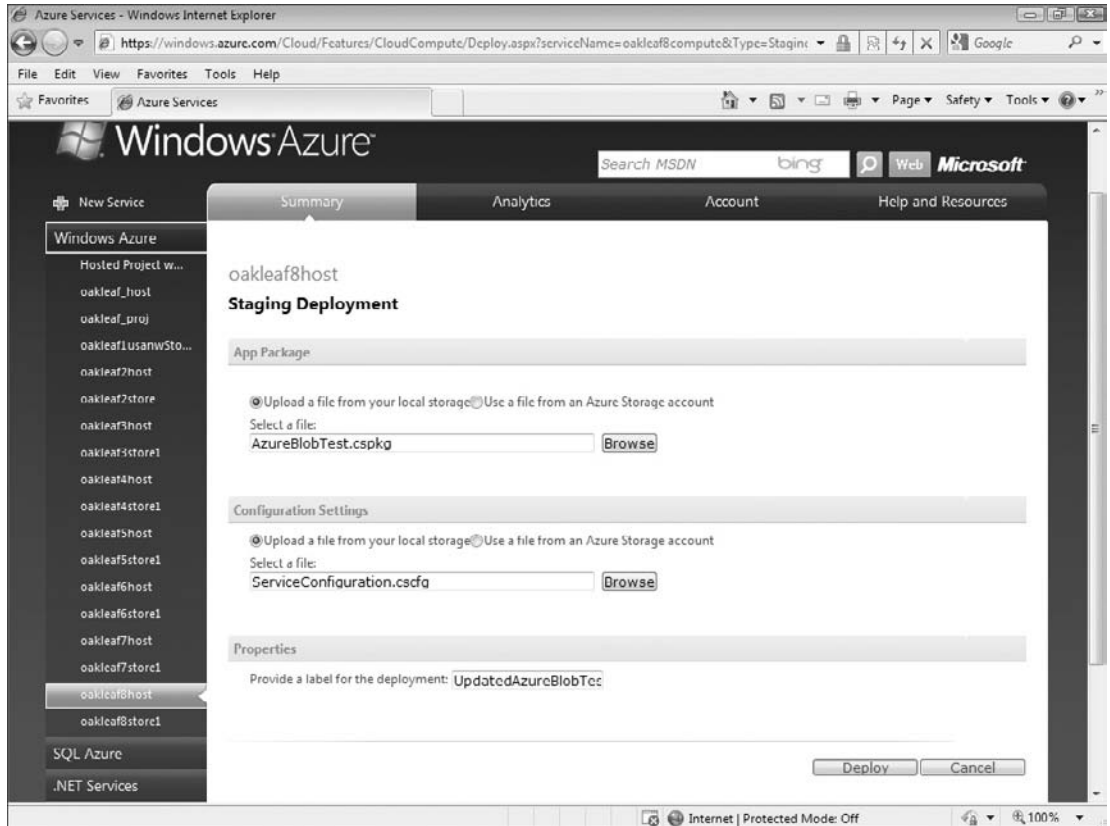 Azure Services - Windows Internet Explorer
https://windows.azure.com/Cloud/Features/CloudCompute/Deploy.aspx?serviceName=oakleaf8compute&Type=Staginc
Google
File Edit View Favorites Tools Help
Favorites Azure Services Page Safety Tools
Windows Azure
Search MSDN bing Web Microsoft
New Service Summary Analytics Account Help and Resources
Windows Azure
Hosted Project w...
oakleaf_host
oakleaf_proj
oakleaf1usanwSto...
oakleaf2host
oakleaf2store
oakleaf3host
oakleaf3store1
oakleaf4host
oakleaf4store1
oakleaf5host
oakleaf5store1
oakleaf6host
oakleaf6store1
oakleaf7host
oakleaf7store1
oakleaf8host
oakleaf8store1
SQL Azure
.NET Services
oakleaf8host
Staging Deployment
App Package
Upload a file from your local storage Use a file from an Azure Storage account
Select a file:
AzureBlobTest.cspkg Browse
Configuration Settings
Upload a file from your local storage Use a file from an Azure Storage account
Select a file:
ServiceConfiguration.cscfg Browse
Properties
Provide a label for the deployment: UpdatedAzureBlobTes
Deploy Cancel
Internet | Protected Mode: Off 100%